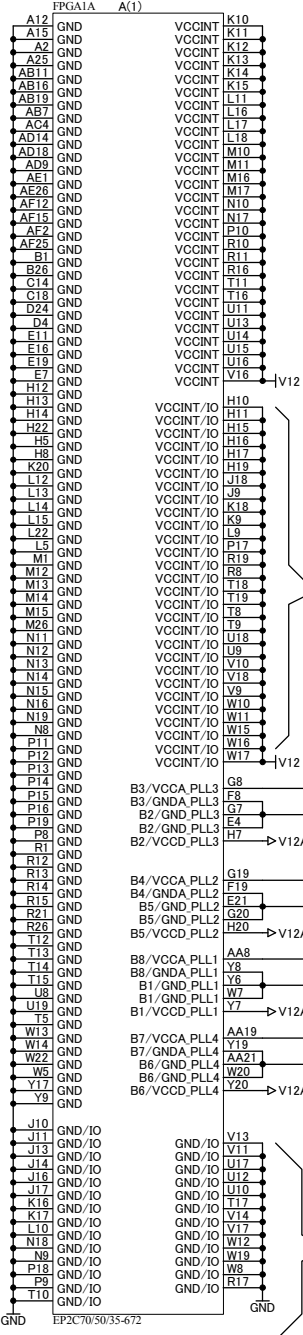 FPGA1A A(1)
A12 GND VCCINT K10
A15 GND VCCINT K11
A2 GND VCCINT K12
A25 GND VCCINT K13
AB11 GND VCCINT K14
AB16 GND VCCINT K15
AB19 GND VCCINT L11
AB7 GND VCCINT L16
AC4 GND VCCINT L17
AD14 GND VCCINT L18
AD18 GND VCCINT M10
AD9 GND VCCINT M11
AE1 GND VCCINT M16
AE26 GND VCCINT M17
AF12 GND VCCINT N10
AF15 GND VCCINT N17
AF2 GND VCCINT P10
AF25 GND VCCINT R10
B1 GND VCCINT R11
B26 GND VCCINT R16
C14 GND VCCINT T11
C18 GND VCCINT T16
D24 GND VCCINT U11
D4 GND VCCINT U13
E11 GND VCCINT U14
E16 GND VCCINT U15
E19 GND VCCINT U16
E7 GND VCCINT V16 V12
H12 GND
H13 GND VCCINT/IO H10
H14 GND VCCINT/IO H11
H22 GND VCCINT/IO H15
H5 GND VCCINT/IO H16
H8 GND VCCINT/IO H17
K20 GND VCCINT/IO H19
L12 GND VCCINT/IO J18
L13 GND VCCINT/IO J9
L14 GND VCCINT/IO K18
L15 GND VCCINT/IO K9
L22 GND VCCINT/IO L9
L5 GND VCCINT/IO P17
M1 GND VCCINT/IO R19
M12 GND VCCINT/IO R8
M13 GND VCCINT/IO T18
M14 GND VCCINT/IO T19
M15 GND VCCINT/IO T8
M26 GND VCCINT/IO T9
N11 GND VCCINT/IO U18
N12 GND VCCINT/IO U9
N13 GND VCCINT/IO V10
N14 GND VCCINT/IO V18
N15 GND VCCINT/IO V9
N16 GND VCCINT/IO W10
N19 GND VCCINT/IO W11
N8 GND VCCINT/IO W15
P11 GND VCCINT/IO W16
P12 GND VCCINT/IO W17 V12
P13 GND
P14 GND B3/VCCA_PLL3 G8
P15 GND B3/GNDA_PLL3 F8
P16 GND B2/GND_PLL3 G7
P19 GND B2/GND_PLL3 E4
P8 GND B2/VCCD_PLL3 H7 V12A
R1 GND
R12 GND
R13 GND B4/VCCA_PLL2 G19
R14 GND B4/GNDA_PLL2 F19
R15 GND B5/GND_PLL2 E21
R21 GND B5/GND_PLL2 G20
R26 GND B5/VCCD_PLL2 H20 V12A
T12 GND
T13 GND B8/VCCA_PLL1 AA8
T14 GND B8/GNDA_PLL1 Y8
T15 GND B1/GND_PLL1 Y6
U8 GND B1/GND_PLL1 W7
U19 GND B1/VCCD_PLL1 Y7 V12A
T5 GND
W13 GND B7/VCCA_PLL4 AA19
W14 GND B7/GNDA_PLL4 Y19
W22 GND B6/GND_PLL4 AA21
W5 GND B6/GND_PLL4 W20
Y17 GND B6/VCCD_PLL4 Y20 V12A
Y9 GND
J10 GND/IO
J11 GND/IO GND/IO V13
J13 GND/IO GND/IO V11
J14 GND/IO GND/IO U17
J16 GND/IO GND/IO U12
J17 GND/IO GND/IO U10
K16 GND/IO GND/IO T17
K17 GND/IO GND/IO V14
L10 GND/IO GND/IO V17
N18 GND/IO GND/IO W12
N9 GND/IO GND/IO W19
P18 GND/IO GND/IO W8
P9 GND/IO GND/IO R17
T10 GND/IO
GND EP2C70/50/35-672 GND